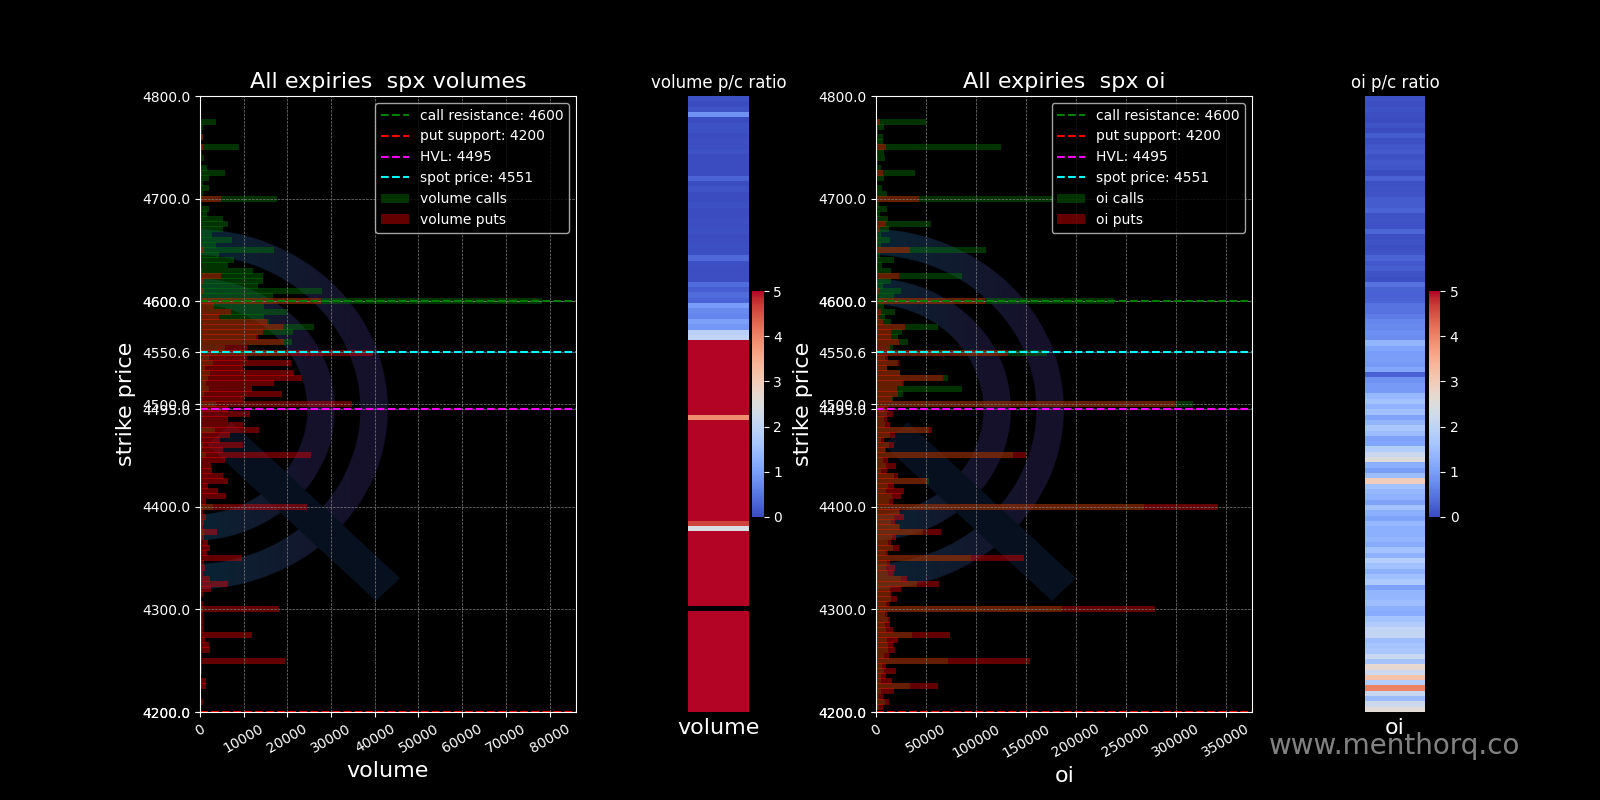 All expiries  spx volumes
volume p/c ratio
All expiries  spx oi
oi p/c ratio
call resistance: 4600
put support: 4200
HVL: 4495
spot price: 4551
volume calls
volume puts
call resistance: 4600
put support: 4200
HVL: 4495
spot price: 4551
oi calls
oi puts
strike price
4800.0
4700.0
4600.0
4550.6
4500.0
4495.0
4400.0
4300.0
4200.0
0
10000
20000
30000
40000
50000
60000
70000
80000
volume
5
4
3
2
1
0
volume
strike price
4800.0
4700.0
4600.0
4550.6
4500.0
4495.0
4400.0
4300.0
4200.0
0
50000
100000
150000
200000
250000
300000
350000
oi
5
4
3
2
1
0
oi
www.menthorq.co